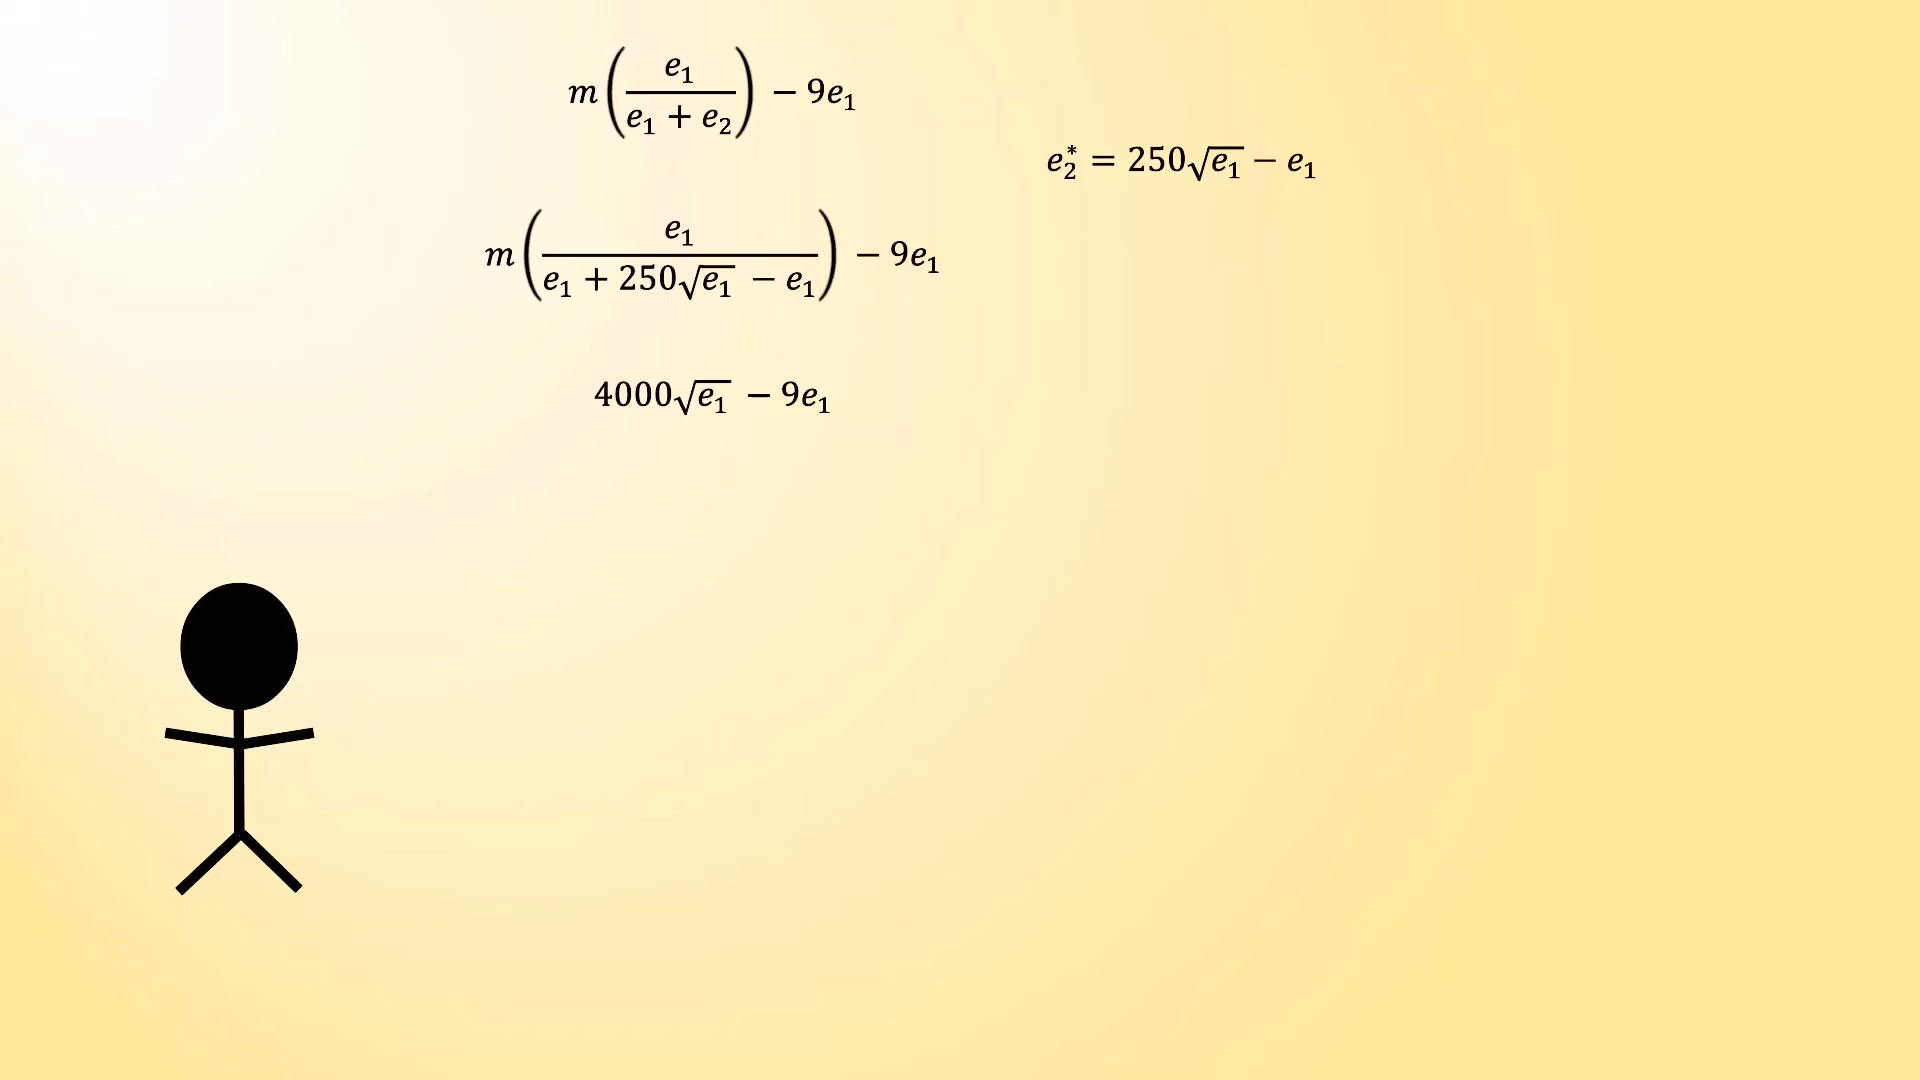 m(e₁/(e₁ + e₂)) − 9e₁
e₂* = 250√e₁ − e₁
m(e₁/(e₁ + 250√e₁ − e₁)) − 9e₁
4000√e₁ − 9e₁